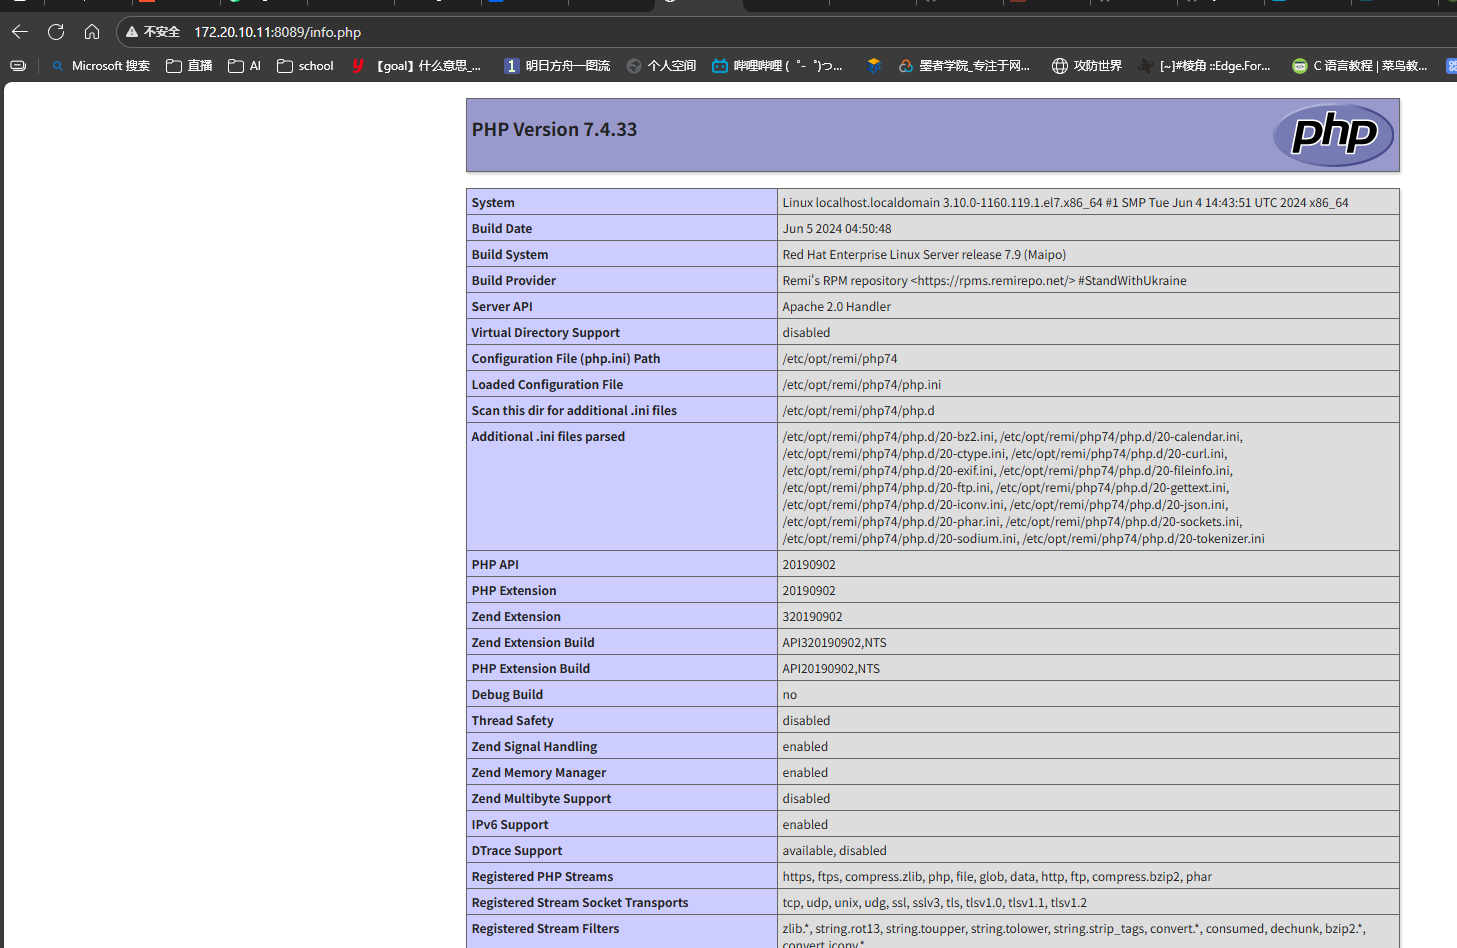 不安全 172.20.10.11:8089/info.php
Microsoft 搜索 直播 AI school 【goal】什么意思_... 明日方舟一图流 个人空间 哔哩哔哩 ( ゜- ゜)つ... 墨者学院_专注于网... 攻防世界 [~]#棱角 ::Edge.For... C 语言教程 | 菜鸟教...
PHP Version 7.4.33
php
System Linux localhost.localdomain 3.10.0-1160.119.1.el7.x86_64 #1 SMP Tue Jun 4 14:43:51 UTC 2024 x86_64
Build Date Jun 5 2024 04:50:48
Build System Red Hat Enterprise Linux Server release 7.9 (Maipo)
Build Provider Remi's RPM repository <https://rpms.remirepo.net/> #StandWithUkraine
Server API Apache 2.0 Handler
Virtual Directory Support disabled
Configuration File (php.ini) Path /etc/opt/remi/php74
Loaded Configuration File /etc/opt/remi/php74/php.ini
Scan this dir for additional .ini files /etc/opt/remi/php74/php.d
Additional .ini files parsed /etc/opt/remi/php74/php.d/20-bz2.ini, /etc/opt/remi/php74/php.d/20-calendar.ini,
/etc/opt/remi/php74/php.d/20-ctype.ini, /etc/opt/remi/php74/php.d/20-curl.ini,
/etc/opt/remi/php74/php.d/20-exif.ini, /etc/opt/remi/php74/php.d/20-fileinfo.ini,
/etc/opt/remi/php74/php.d/20-ftp.ini, /etc/opt/remi/php74/php.d/20-gettext.ini,
/etc/opt/remi/php74/php.d/20-iconv.ini, /etc/opt/remi/php74/php.d/20-json.ini,
/etc/opt/remi/php74/php.d/20-phar.ini, /etc/opt/remi/php74/php.d/20-sockets.ini,
/etc/opt/remi/php74/php.d/20-sodium.ini, /etc/opt/remi/php74/php.d/20-tokenizer.ini
PHP API 20190902
PHP Extension 20190902
Zend Extension 320190902
Zend Extension Build API320190902,NTS
PHP Extension Build API20190902,NTS
Debug Build no
Thread Safety disabled
Zend Signal Handling enabled
Zend Memory Manager enabled
Zend Multibyte Support disabled
IPv6 Support enabled
DTrace Support available, disabled
Registered PHP Streams https, ftps, compress.zlib, php, file, glob, data, http, ftp, compress.bzip2, phar
Registered Stream Socket Transports tcp, udp, unix, udg, ssl, sslv3, tls, tlsv1.0, tlsv1.1, tlsv1.2
Registered Stream Filters zlib.*, string.rot13, string.toupper, string.tolower, string.strip_tags, convert.*, consumed, dechunk, bzip2.*,
convert.iconv.*